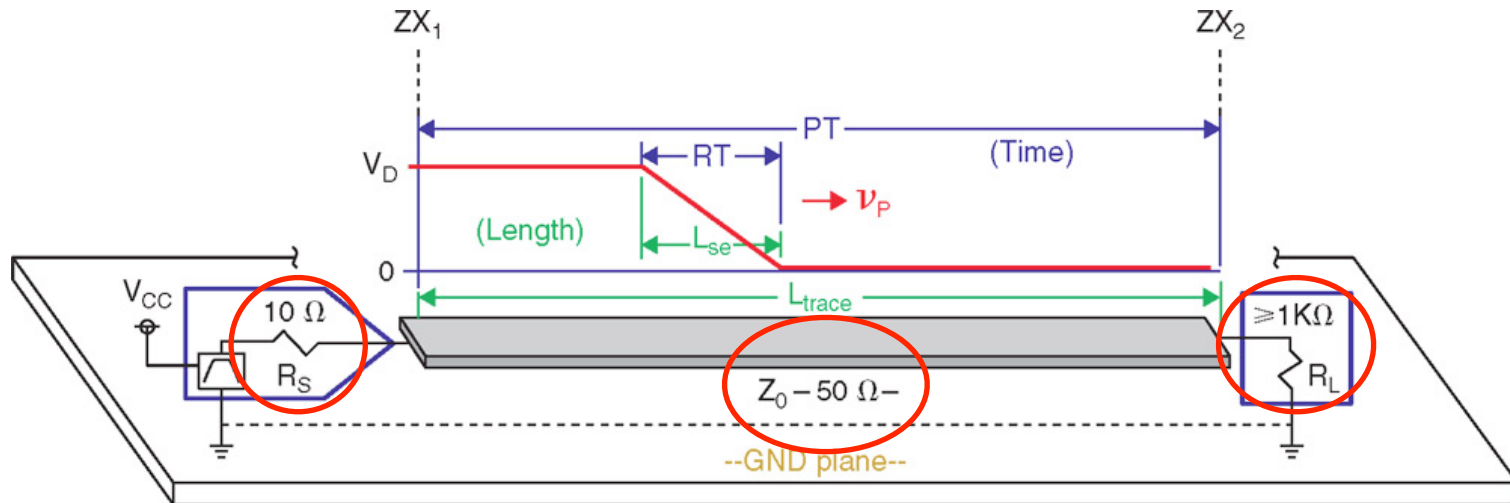 ZX₁ ZX₂
PT
RT (Time)
V_D
ν_P
(Length)
L_se
0
V_CC
L_trace
10 Ω
⩾1KΩ
R_S
R_L
Z₀ – 50 Ω –
--GND plane--